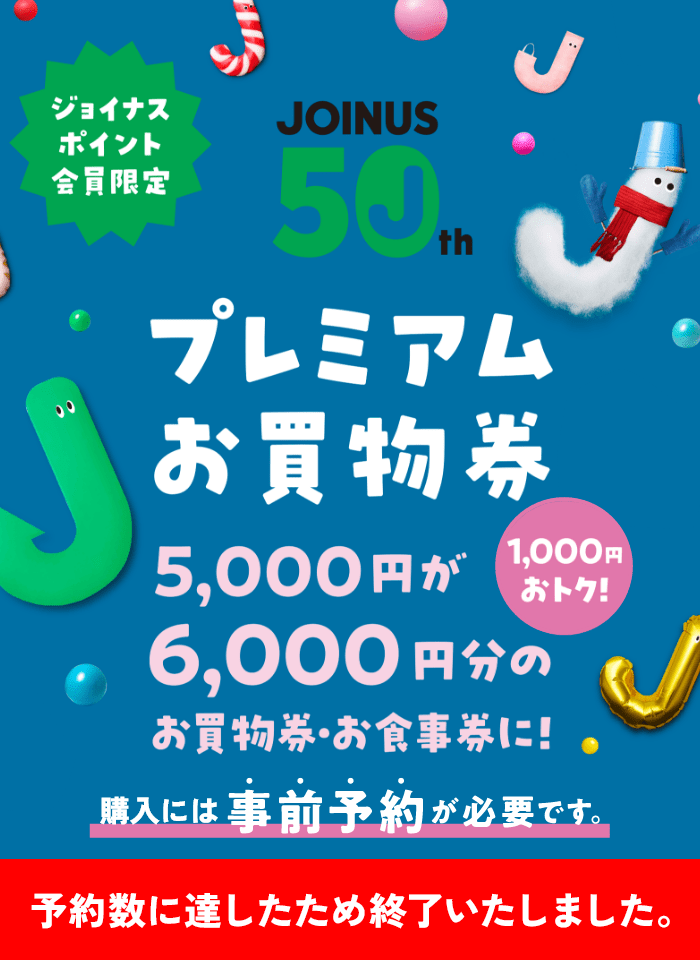 ジョイナス
ポイント
会員限定
JOINUS
50th
プレミアム
お買物券
5,000円が
1,000円
おトク!
6,000円分の
お買物券・お食事券に!
購入には事前予約が必要です。
予約数に達したため終了いたしました。